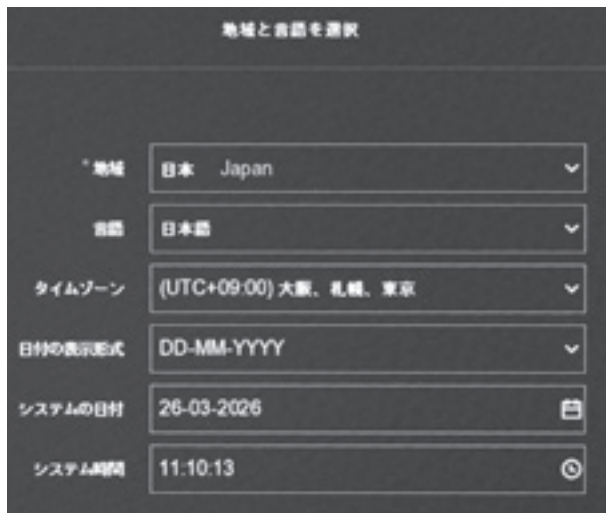 地域と言語を選択
*地域 日本 Japan
言語 日本語
タイムゾーン (UTC+09:00) 大阪、札幌、東京
日付の表示形式 DD-MM-YYYY
システムの日付 26-03-2026
システム時間 11:10:13